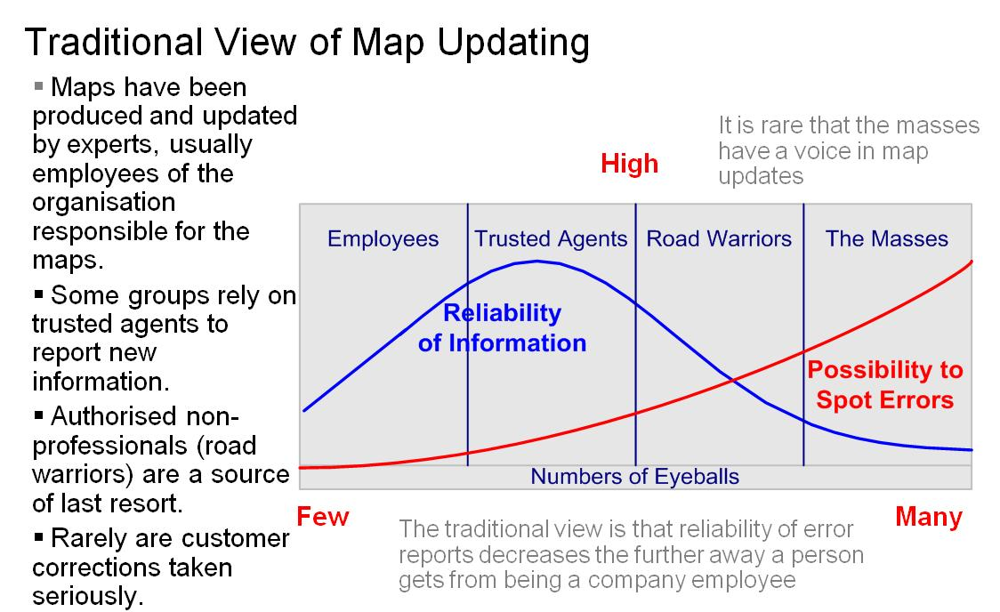 Traditional View of Map Updating
▪ Maps have been
produced and updated
by experts, usually
employees of the
organisation
responsible for the
maps.
▪ Some groups rely on
trusted agents to
report new
information.
▪ Authorised non-
professionals (road
warriors) are a source
of last resort.
▪ Rarely are customer
corrections taken
seriously.
It is rare that the masses
have a voice in map
updates
High
Employees
Trusted Agents
Road Warriors
The Masses
Reliability
of Information
Possibility to
Spot Errors
Numbers of Eyeballs
Few
Many
The traditional view is that reliability of error
reports decreases the further away a person
gets from being a company employee